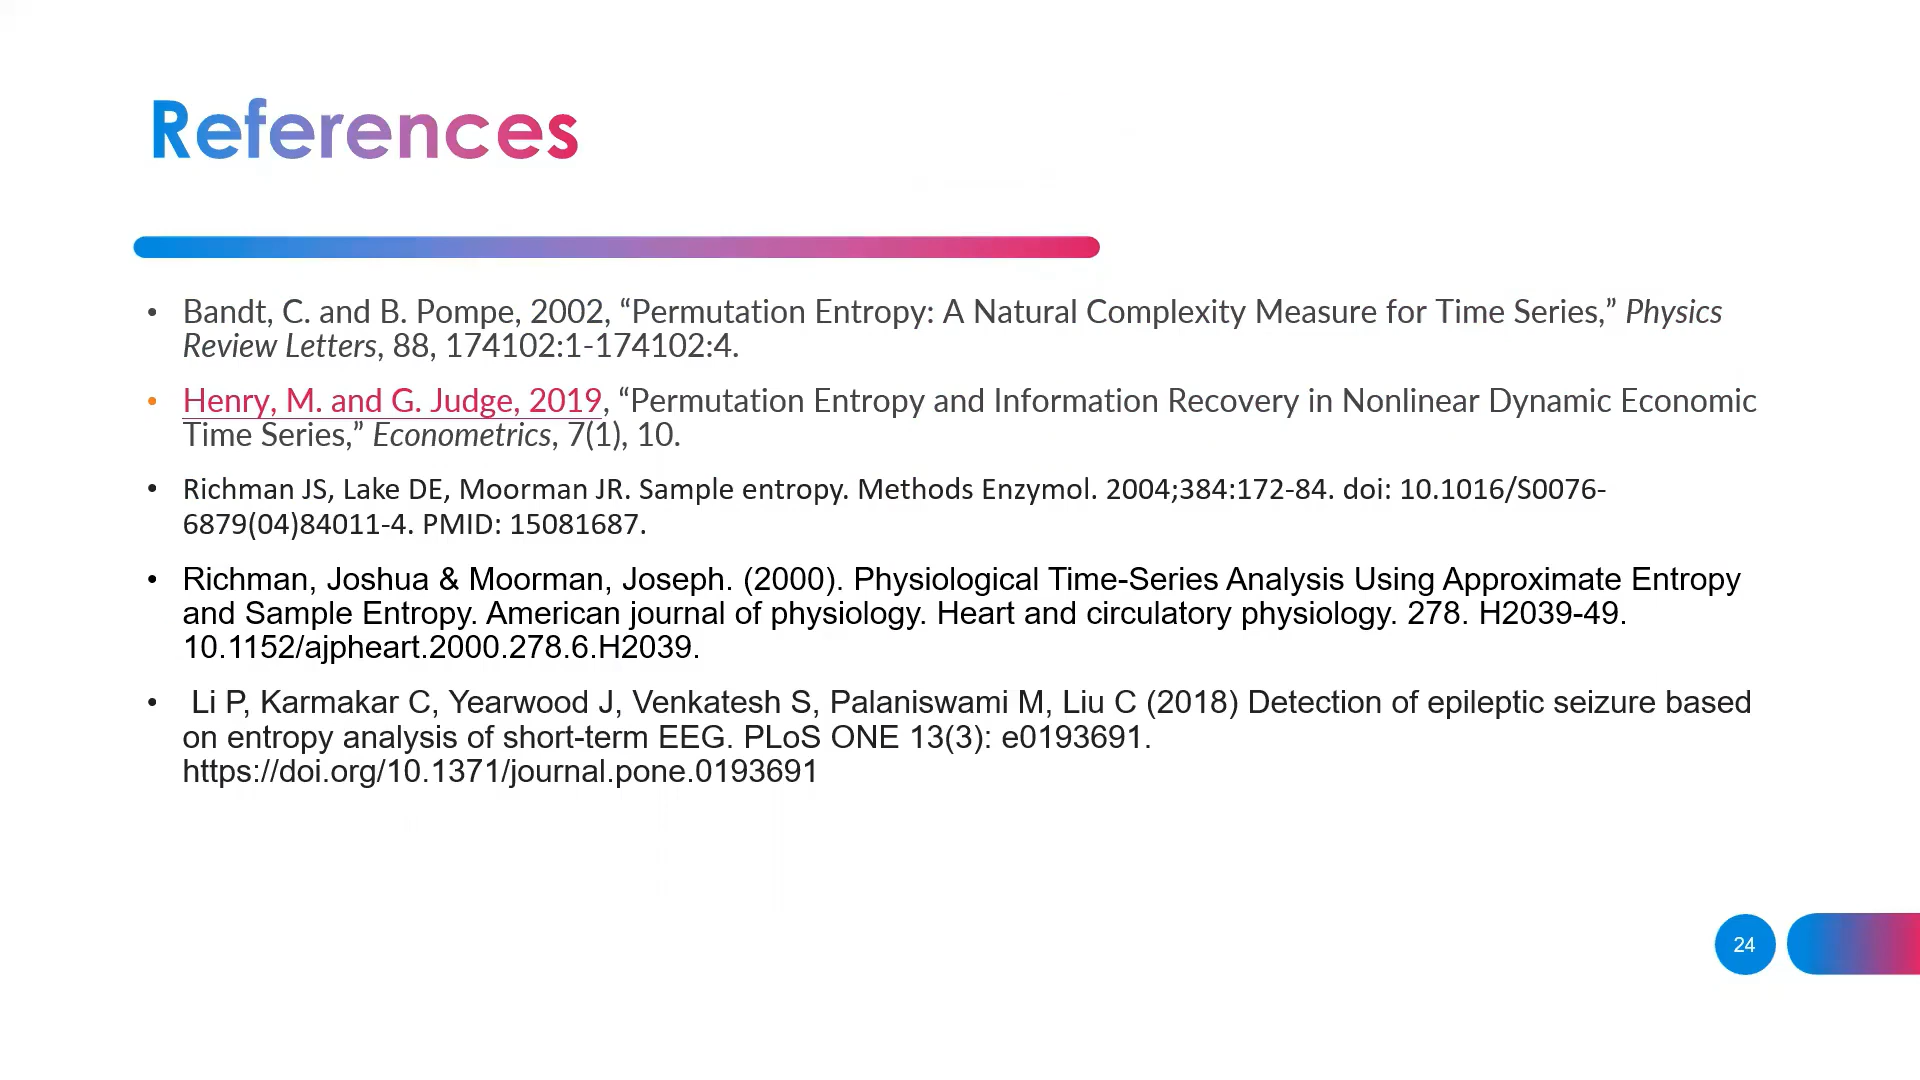 References
• Bandt, C. and B. Pompe, 2002, “Permutation Entropy: A Natural Complexity Measure for Time Series,” Physics
Review Letters, 88, 174102:1-174102:4.
• Henry, M. and G. Judge, 2019, “Permutation Entropy and Information Recovery in Nonlinear Dynamic Economic
Time Series,” Econometrics, 7(1), 10.
• Richman JS, Lake DE, Moorman JR. Sample entropy. Methods Enzymol. 2004;384:172-84. doi: 10.1016/S0076-
6879(04)84011-4. PMID: 15081687.
• Richman, Joshua & Moorman, Joseph. (2000). Physiological Time-Series Analysis Using Approximate Entropy
and Sample Entropy. American journal of physiology. Heart and circulatory physiology. 278. H2039-49.
10.1152/ajpheart.2000.278.6.H2039.
• Li P, Karmakar C, Yearwood J, Venkatesh S, Palaniswami M, Liu C (2018) Detection of epileptic seizure based
on entropy analysis of short-term EEG. PLoS ONE 13(3): e0193691.
https://doi.org/10.1371/journal.pone.0193691
24